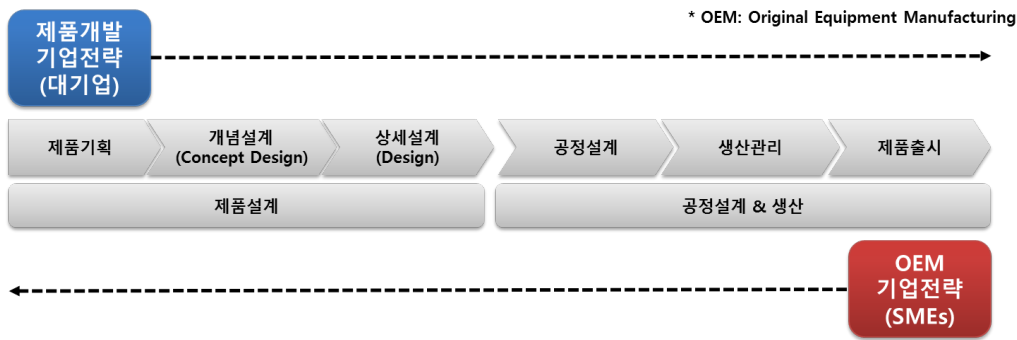 * OEM: Original Equipment Manufacturing
제품개발
기업전략
(대기업)
제품기획
개념설계
(Concept Design)
상세설계
(Design)
공정설계
생산관리
제품출시
제품설계
공정설계 & 생산
OEM
기업전략
(SMEs)